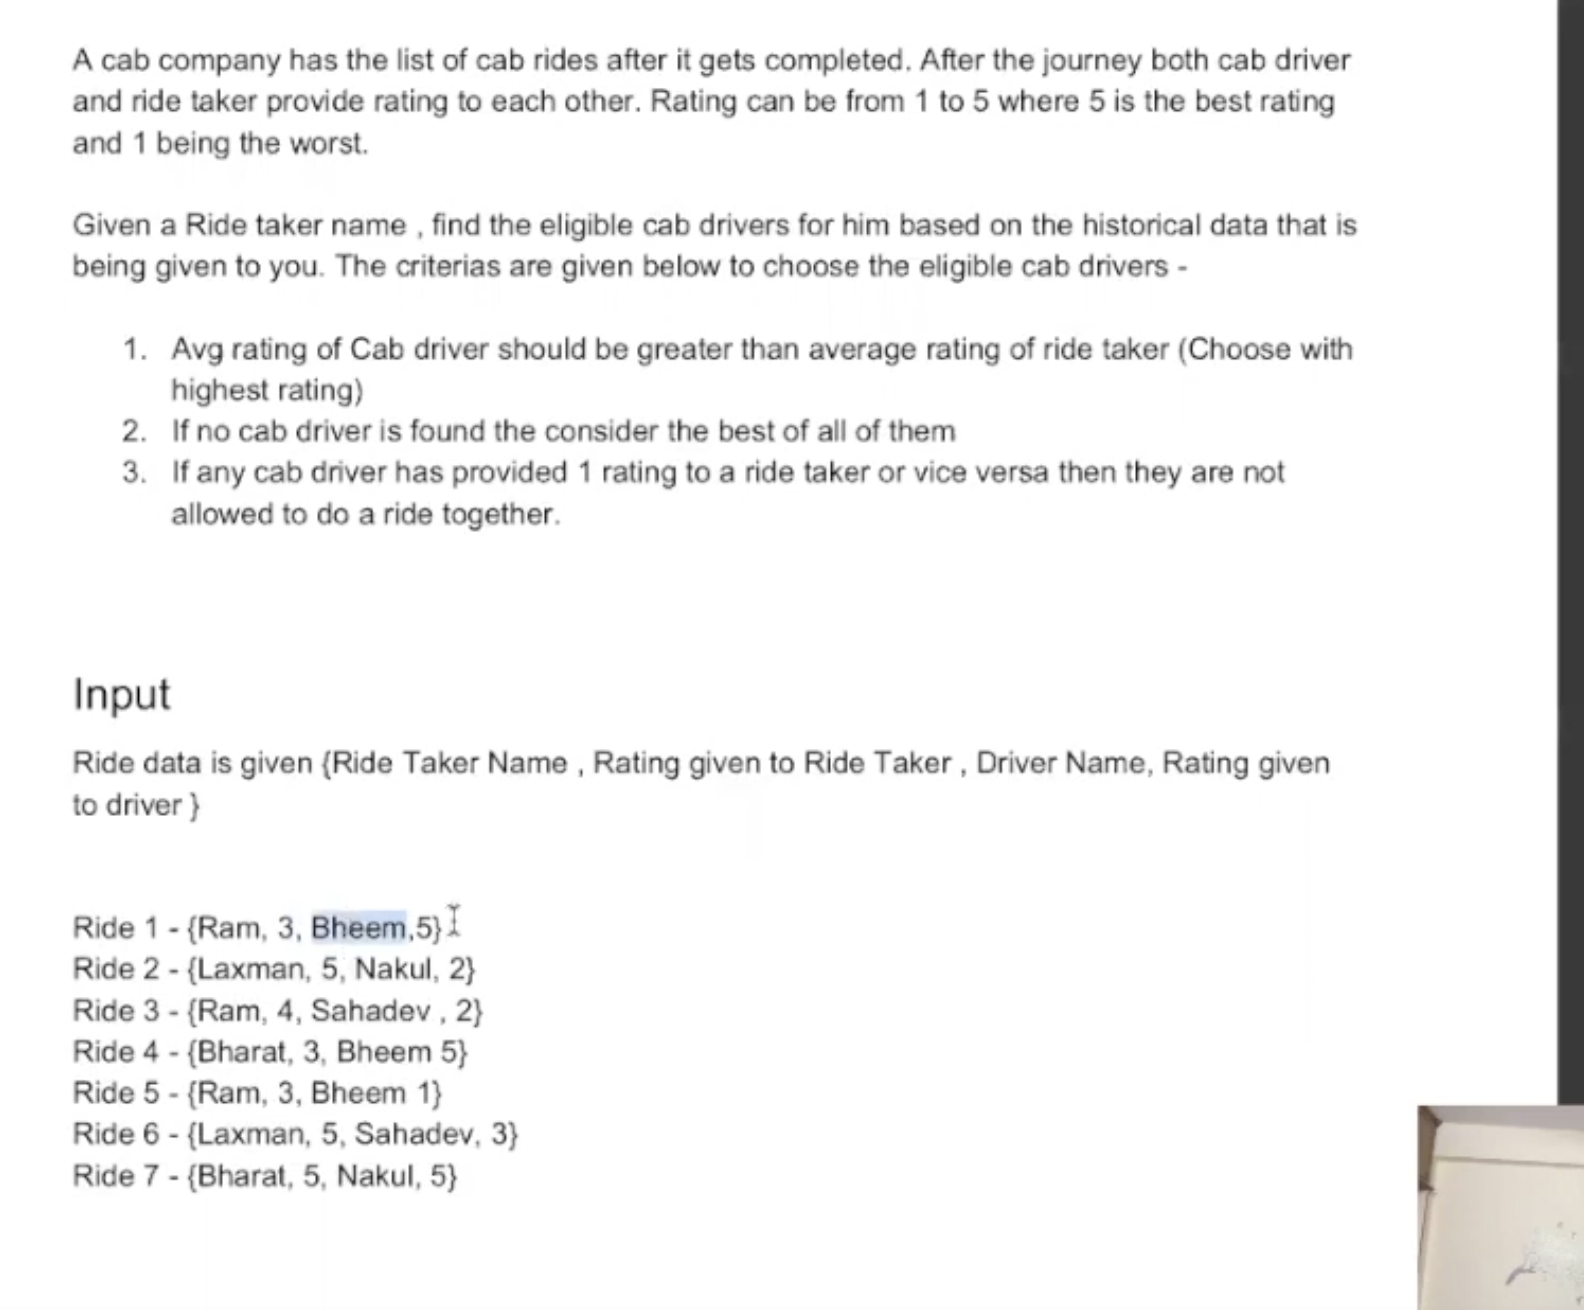 A cab company has the list of cab rides after it gets completed. After the journey both cab driver
and ride taker provide rating to each other. Rating can be from 1 to 5 where 5 is the best rating
and 1 being the worst.
Given a Ride taker name , find the eligible cab drivers for him based on the historical data that is
being given to you. The criterias are given below to choose the eligible cab drivers -
1. Avg rating of Cab driver should be greater than average rating of ride taker (Choose with
highest rating)
2. If no cab driver is found the consider the best of all of them
3. If any cab driver has provided 1 rating to a ride taker or vice versa then they are not
allowed to do a ride together.
Input
Ride data is given {Ride Taker Name , Rating given to Ride Taker , Driver Name, Rating given
to driver }
Ride 1 - {Ram, 3, Bheem,5}
Ride 2 - {Laxman, 5, Nakul, 2}
Ride 3 - {Ram, 4, Sahadev , 2}
Ride 4 - {Bharat, 3, Bheem 5}
Ride 5 - {Ram, 3, Bheem 1}
Ride 6 - {Laxman, 5, Sahadev, 3}
Ride 7 - {Bharat, 5, Nakul, 5}